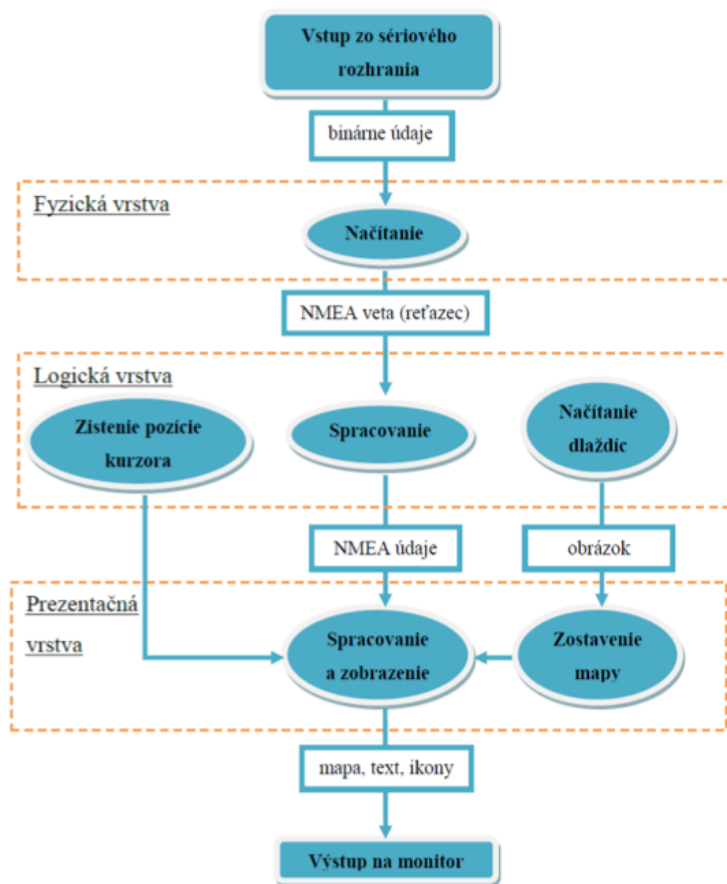 Vstup zo sériového
rozhrania
binárne údaje
Fyzická vrstva
Načítanie
NMEA veta (reťazec)
Logická vrstva
Zistenie pozície
kurzora
Spracovanie
Načítanie
dlaždíc
NMEA údaje
obrázok
Prezentačná
vrstva
Spracovanie
a zobrazenie
Zostavenie
mapy
mapa, text, ikony
Výstup na monitor